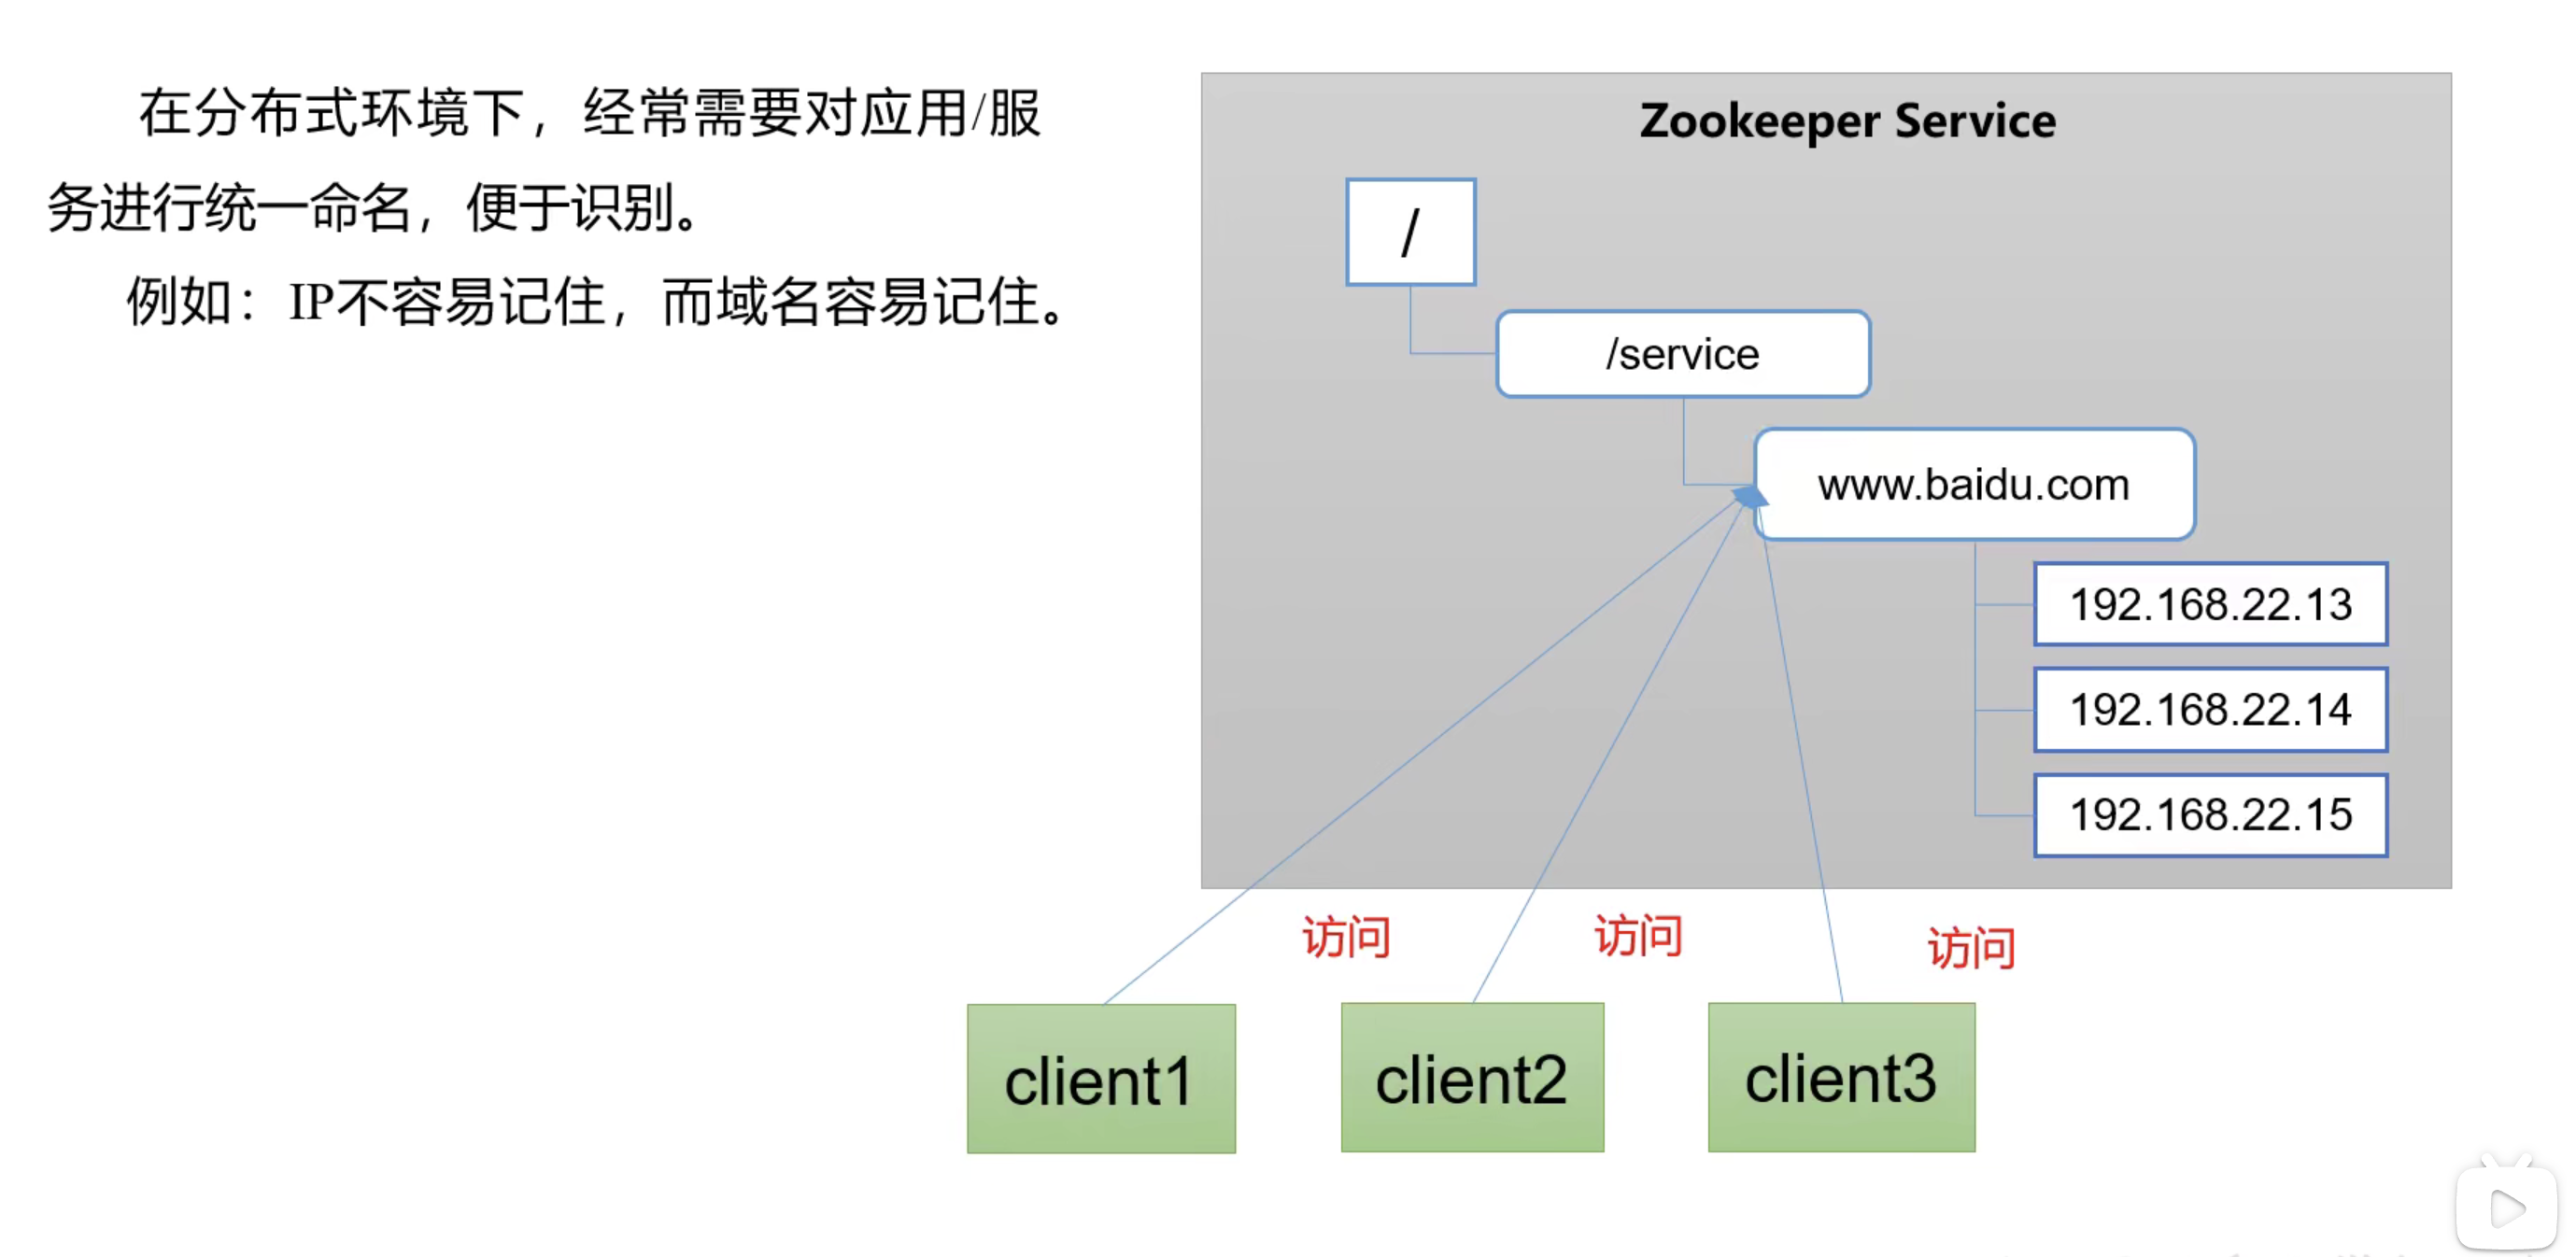 在分布式环境下，经常需要对应用/服
务进行统一命名，便于识别。
例如：IP不容易记住，而域名容易记住。
Zookeeper Service
/
/service
www.baidu.com
192.168.22.13
192.168.22.14
192.168.22.15
访问
访问
访问
client1
client2
client3